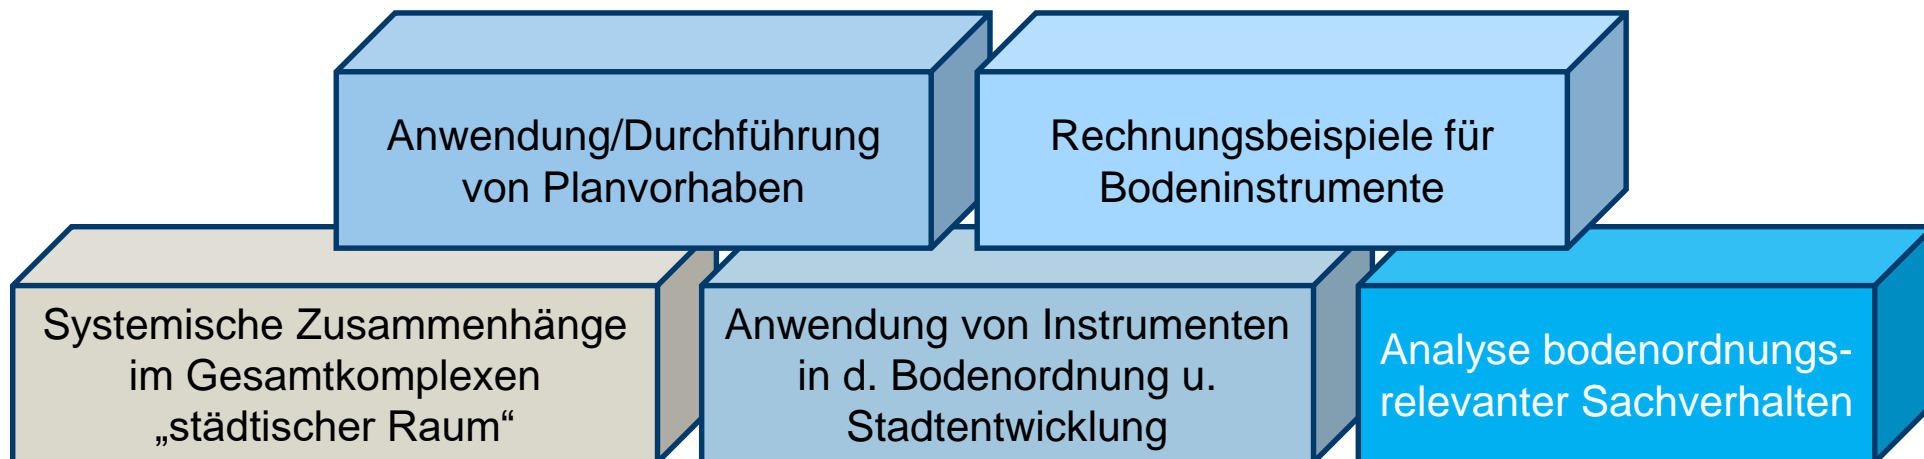 Anwendung/Durchführung
von Planvorhaben
Rechnungsbeispiele für
Bodeninstrumente
Systemische Zusammenhänge
im Gesamtkomplexen
„städtischer Raum“
Anwendung von Instrumenten
in d. Bodenordnung u.
Stadtentwicklung
Analyse bodenordnungs-
relevanter Sachverhalten